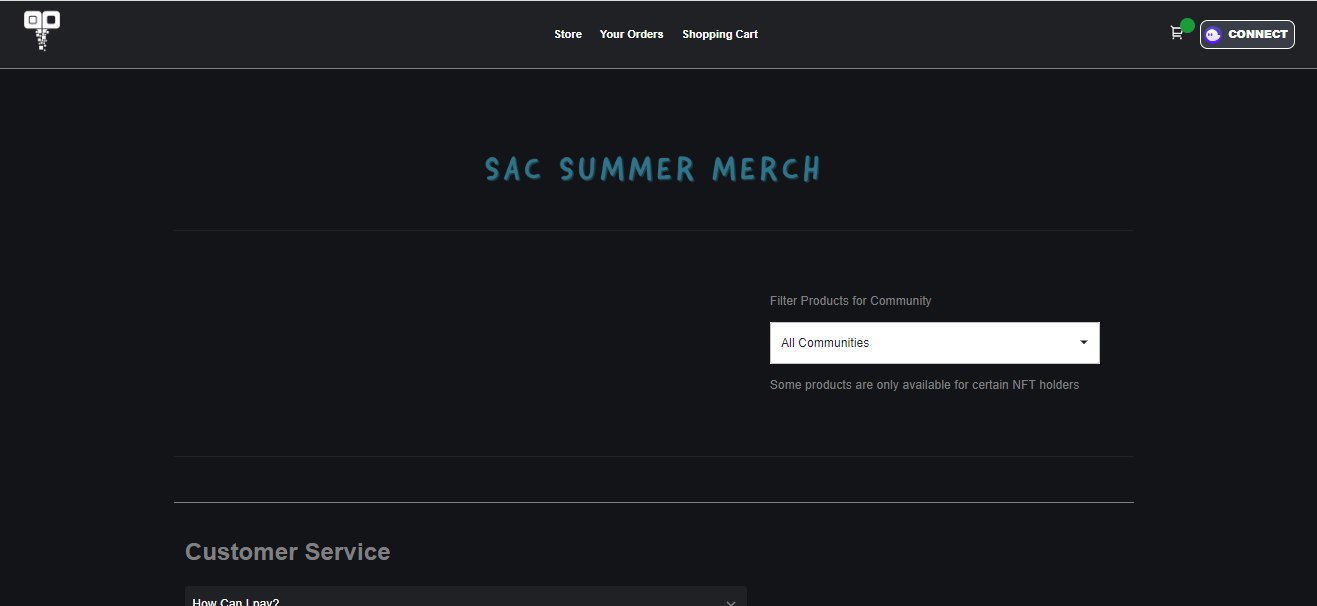 Store Your Orders Shopping Cart CONNECT
SAC SUMMER MERCH
Filter Products for Community
All Communities
Some products are only available for certain NFT holders
Customer Service
How Can I pay?